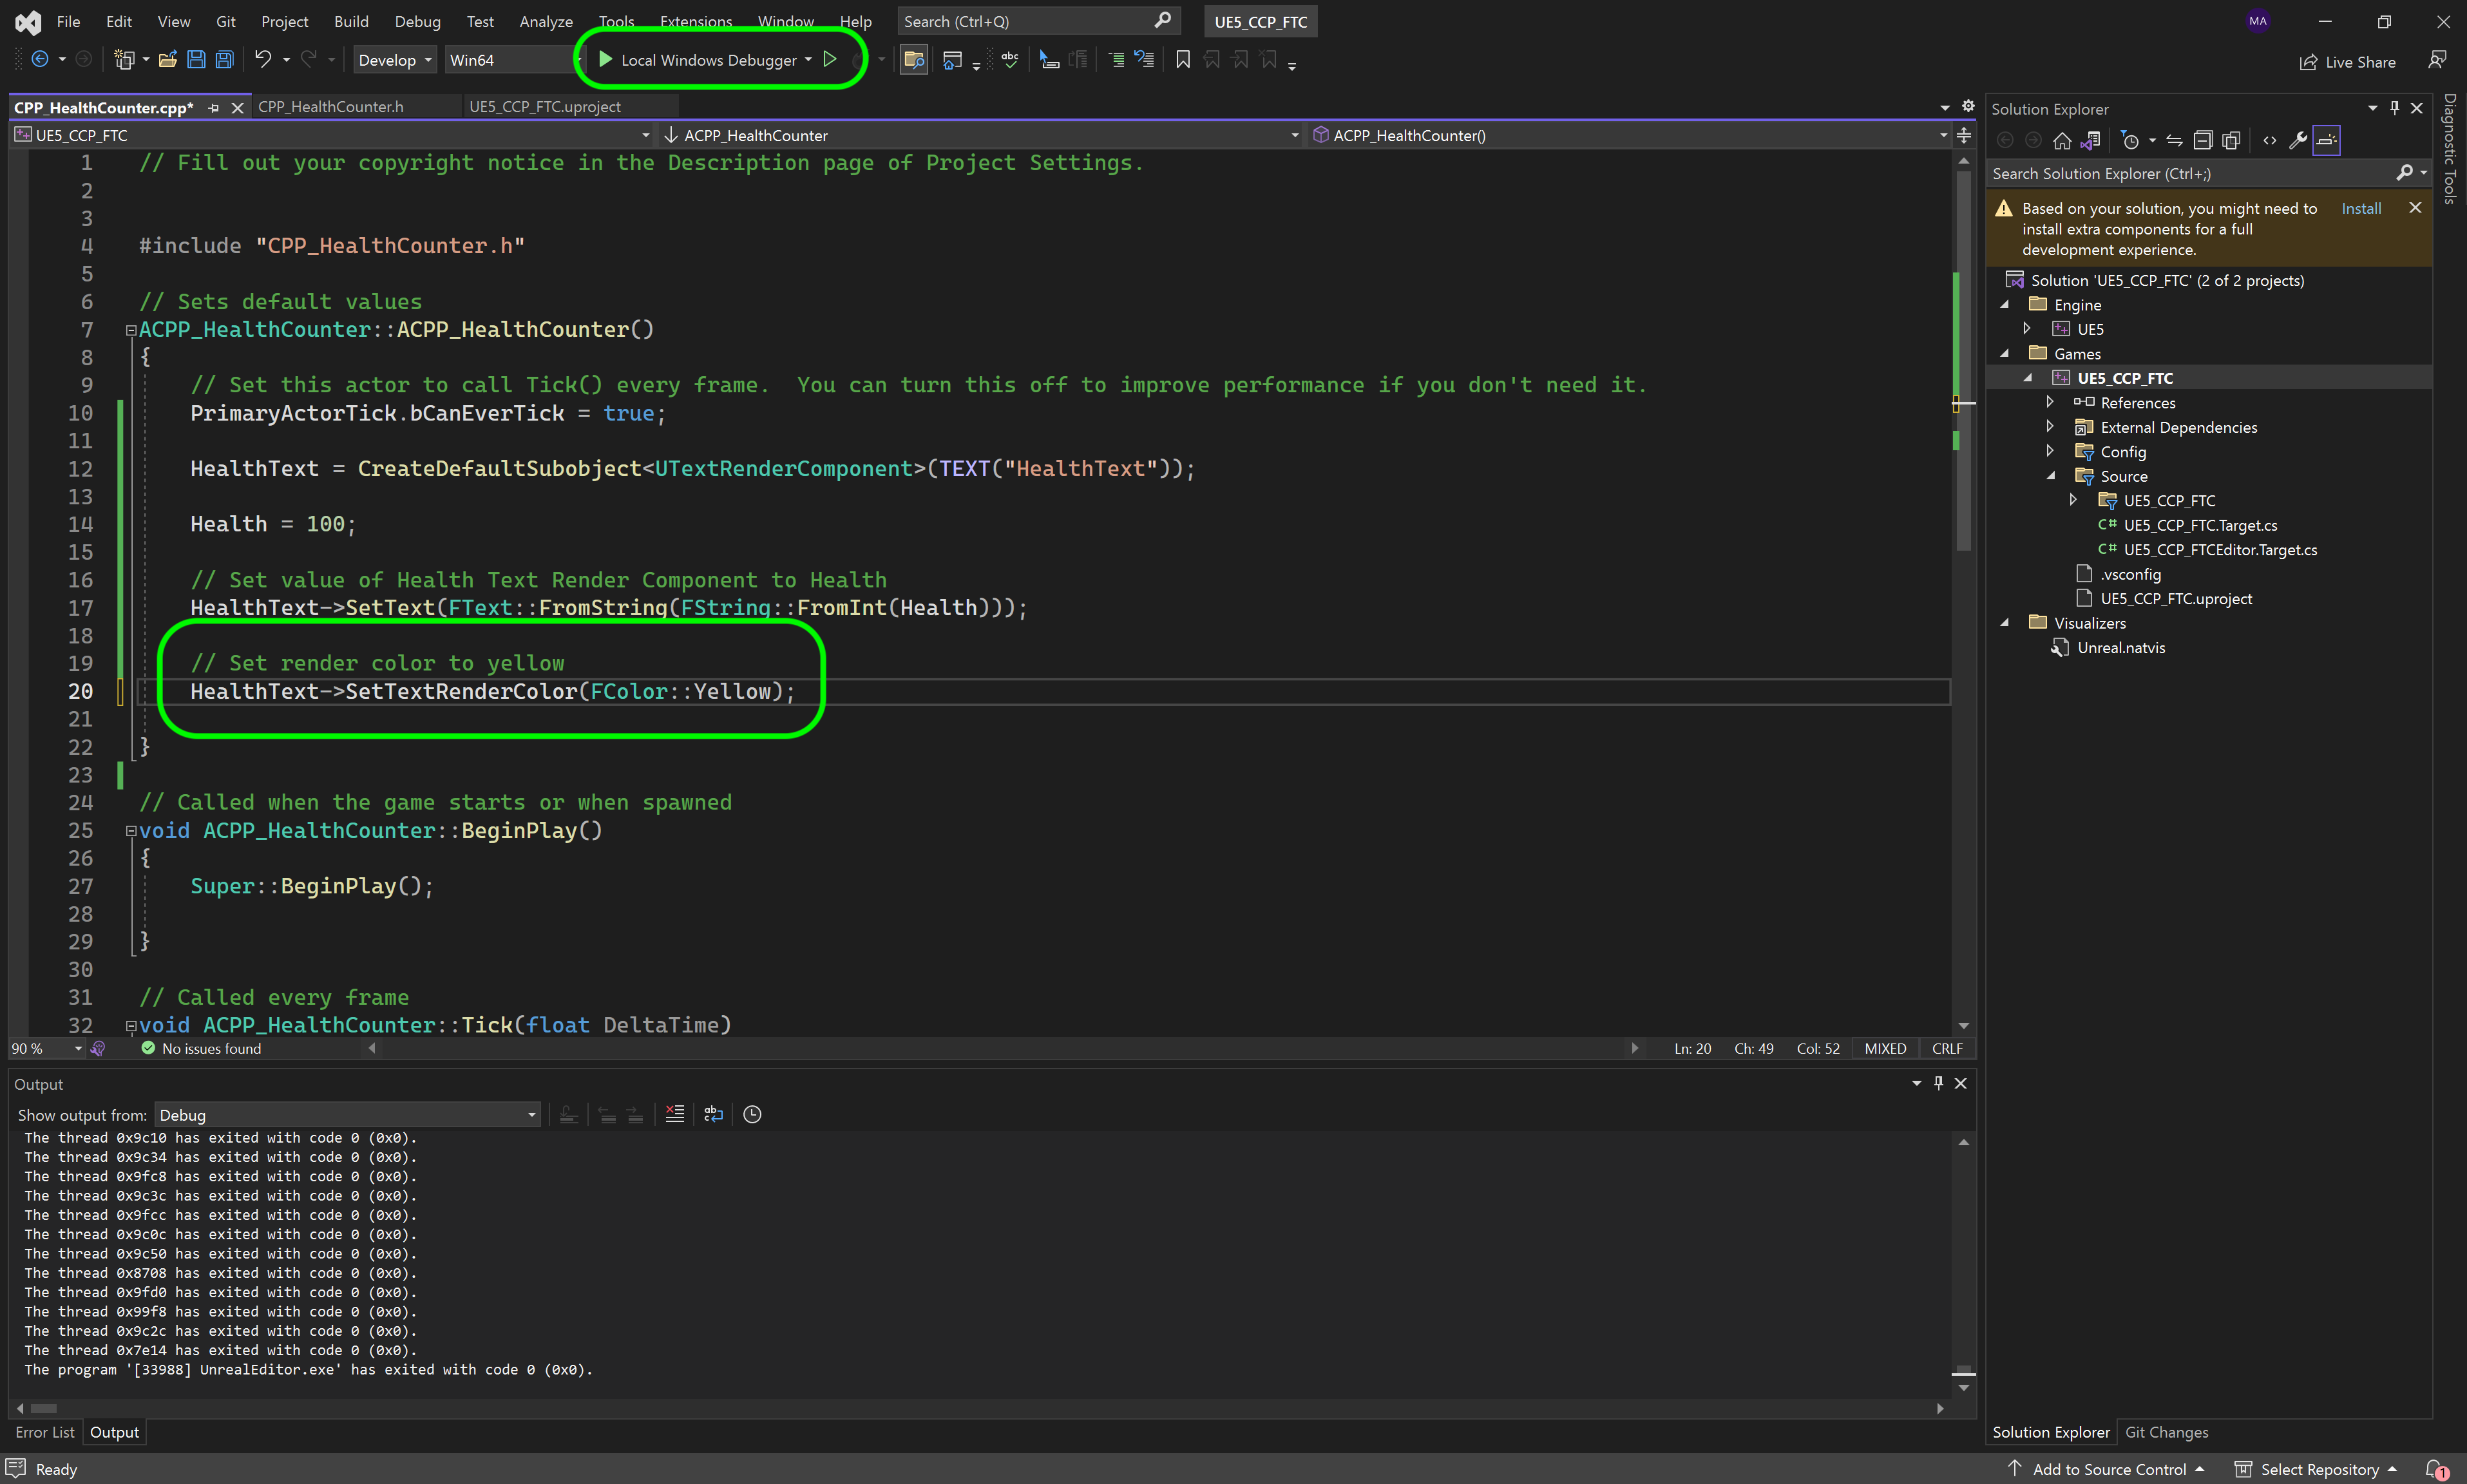 File Edit View Git Project Build Debug Test Analyze Tools Extensions Window Help Search (Ctrl+Q) UE5_CCP_FTC MA
Develop Win64 Local Windows Debugger Live Share
CPP_HealthCounter.cpp* CPP_HealthCounter.h UE5_CCP_FTC.uproject
UE5_CCP_FTC ACPP_HealthCounter ACPP_HealthCounter()
1 // Fill out your copyright notice in the Description page of Project Settings.
2
3
4 #include "CPP_HealthCounter.h"
5
6 // Sets default values
7 ACPP_HealthCounter::ACPP_HealthCounter()
8 {
9 // Set this actor to call Tick() every frame.  You can turn this off to improve performance if you don't need it.
10 PrimaryActorTick.bCanEverTick = true;
11
12 HealthText = CreateDefaultSubobject<UTextRenderComponent>(TEXT("HealthText"));
13
14 Health = 100;
15
16 // Set value of Health Text Render Component to Health
17 HealthText->SetText(FText::FromString(FString::FromInt(Health)));
18
19 // Set render color to yellow
20 HealthText->SetTextRenderColor(FColor::Yellow);
21
22 }
23
24 // Called when the game starts or when spawned
25 void ACPP_HealthCounter::BeginPlay()
26 {
27 Super::BeginPlay();
28
29 }
30
31 // Called every frame
32 void ACPP_HealthCounter::Tick(float DeltaTime)
90 % No issues found Ln: 20 Ch: 49 Col: 52 MIXED CRLF
Output
Show output from: Debug
The thread 0x9c10 has exited with code 0 (0x0).
The thread 0x9c34 has exited with code 0 (0x0).
The thread 0x9fc8 has exited with code 0 (0x0).
The thread 0x9c3c has exited with code 0 (0x0).
The thread 0x9fcc has exited with code 0 (0x0).
The thread 0x9c0c has exited with code 0 (0x0).
The thread 0x9c50 has exited with code 0 (0x0).
The thread 0x8708 has exited with code 0 (0x0).
The thread 0x9fd0 has exited with code 0 (0x0).
The thread 0x99f8 has exited with code 0 (0x0).
The thread 0x9c2c has exited with code 0 (0x0).
The thread 0x7e14 has exited with code 0 (0x0).
The program '[33988] UnrealEditor.exe' has exited with code 0 (0x0).
Error List Output
Solution Explorer
Search Solution Explorer (Ctrl+;)
Based on your solution, you might need to Install
install extra components for a full
development experience.
Solution 'UE5_CCP_FTC' (2 of 2 projects)
Engine
UE5
Games
UE5_CCP_FTC
References
External Dependencies
Config
Source
UE5_CCP_FTC
C# UE5_CCP_FTC.Target.cs
C# UE5_CCP_FTCEditor.Target.cs
.vsconfig
UE5_CCP_FTC.uproject
Visualizers
Unreal.natvis
Solution Explorer Git Changes
Diagnostic Tools
Ready Add to Source Control Select Repository 1